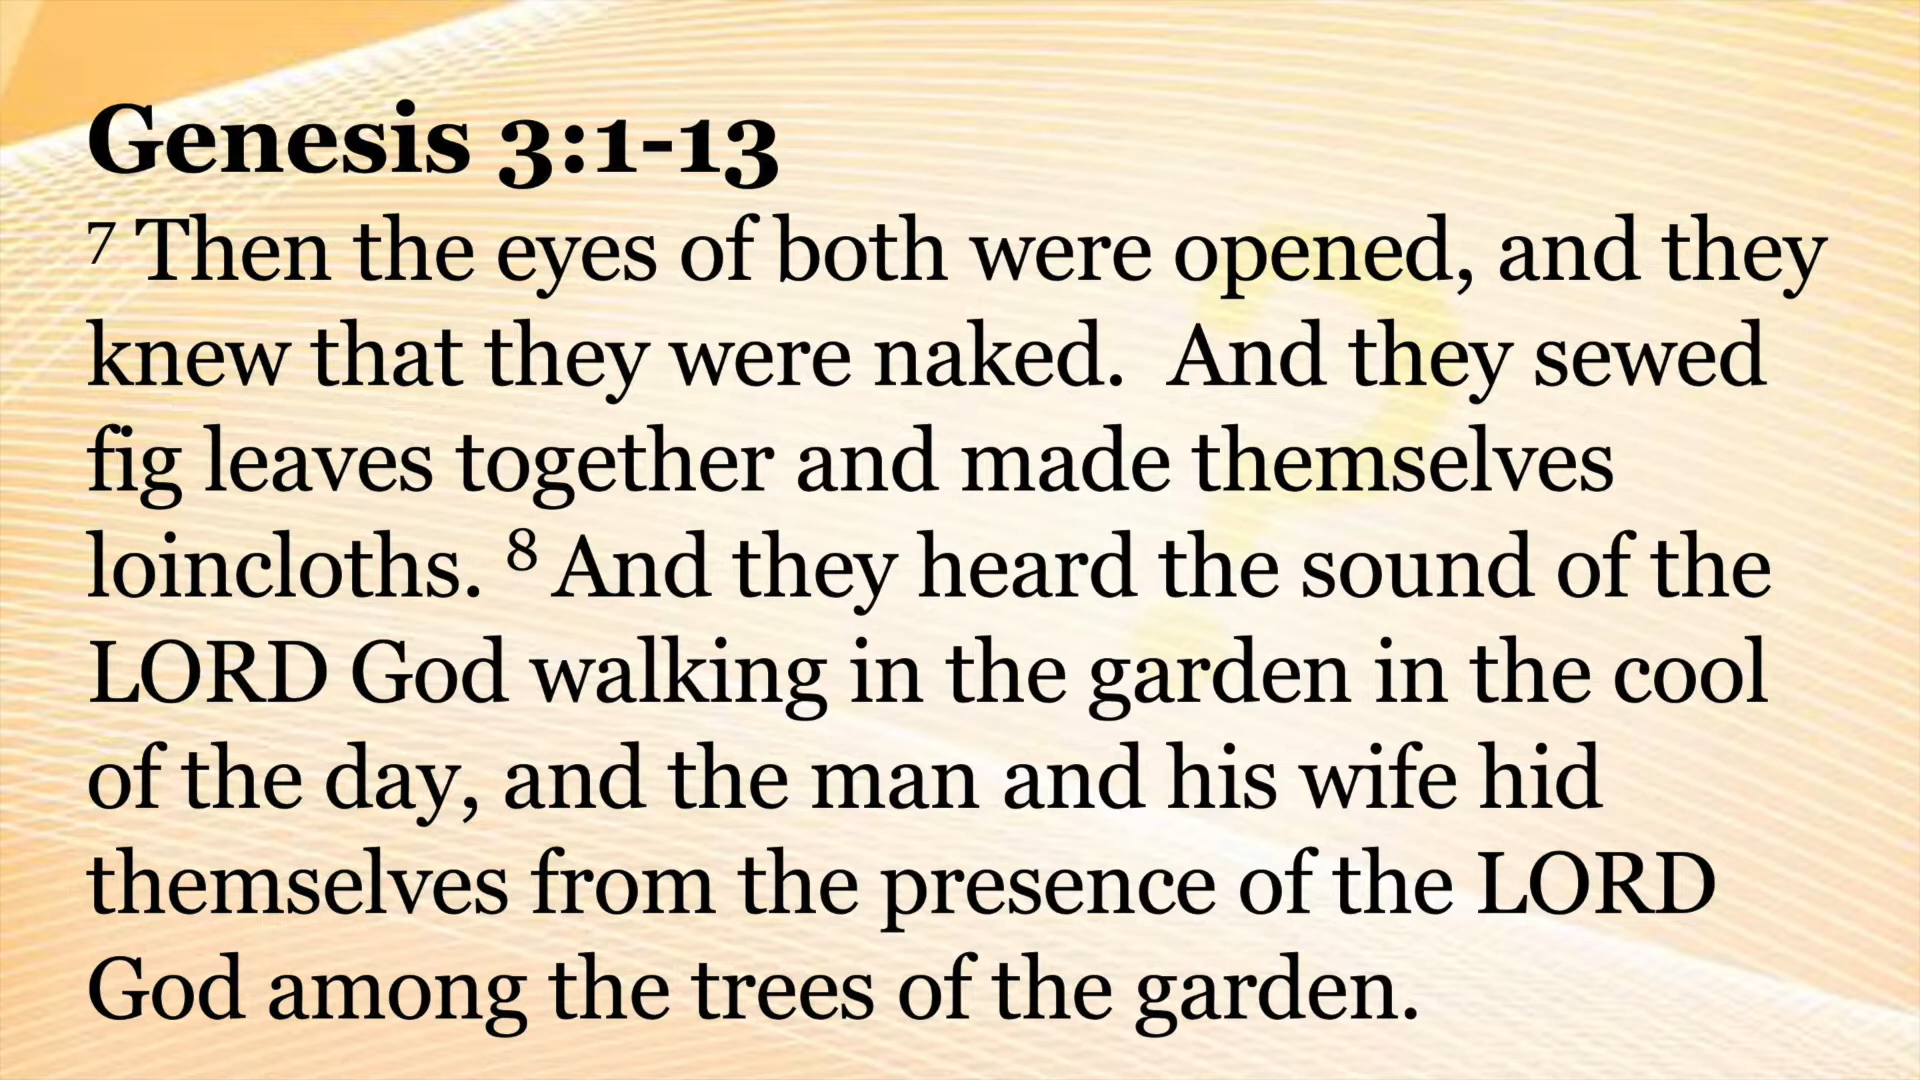 Genesis 3:1-13
7 Then the eyes of both were opened, and they
knew that they were naked.  And they sewed
fig leaves together and made themselves
loincloths. 8 And they heard the sound of the
LORD God walking in the garden in the cool
of the day, and the man and his wife hid
themselves from the presence of the LORD
God among the trees of the garden.